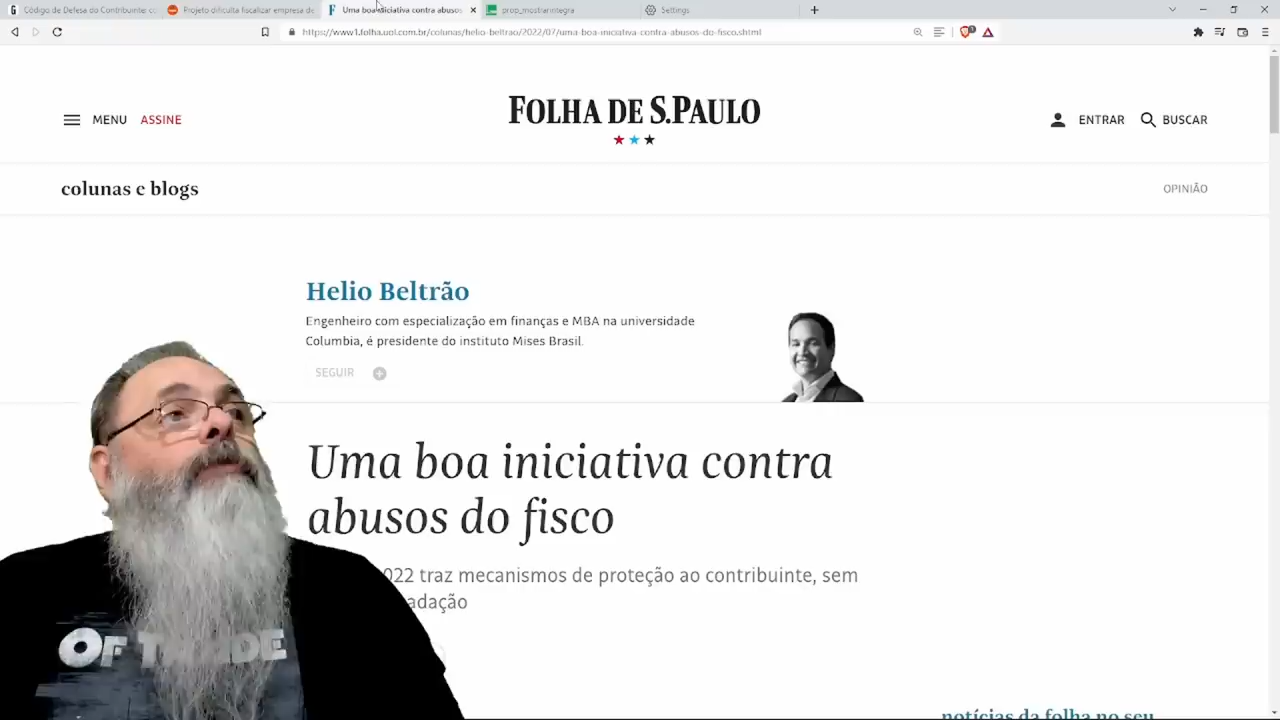 Código de Defesa do Contribuinte: co
Projeto dificulta fiscalizar empresa de
Uma boa iniciativa contra abusos
prop_mostrarintegra
Settings
https://www1.folha.uol.com.br/colunas/helio-beltrao/2022/07/uma-boa-iniciativa-contra-abusos-do-fisco.shtml
MENU ASSINE
FOLHA DE S.PAULO
ENTRAR
BUSCAR
colunas e blogs
OPINIÃO
Helio Beltrão
Engenheiro com especialização em finanças e MBA na universidade
Columbia, é presidente do instituto Mises Brasil.
SEGUIR
Uma boa iniciativa contra
abusos do fisco
022 traz mecanismos de proteção ao contribuinte, sem
adação
OF TRADE
notícias da folha no seu